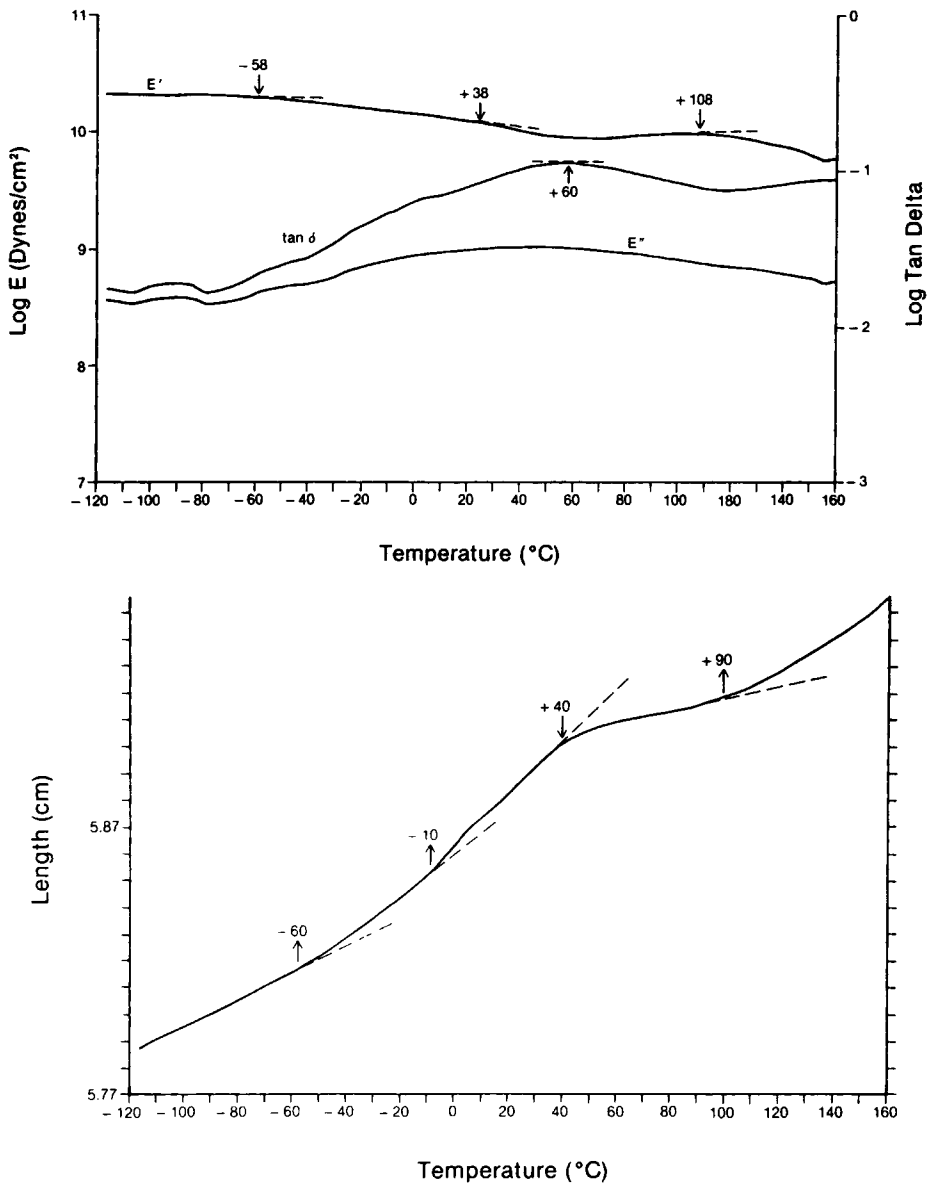 11
0
- 58
E′
+ 38
+ 108
10
- 1
+ 60
tan δ
E″
9
Log E (Dynes/cm²)
Log Tan Delta
- 2
8
7
- 3
- 120 - 100 - 80 - 60 - 40 - 20 0 20 40 60 80 100 120 140 160
Temperature (°C)
+ 90
+ 40
5.87
- 10
Length (cm)
- 60
5.77
- 120 - 100 - 80 - 60 - 40 - 20 0 20 40 60 80 100 120 140 160
Temperature (°C)